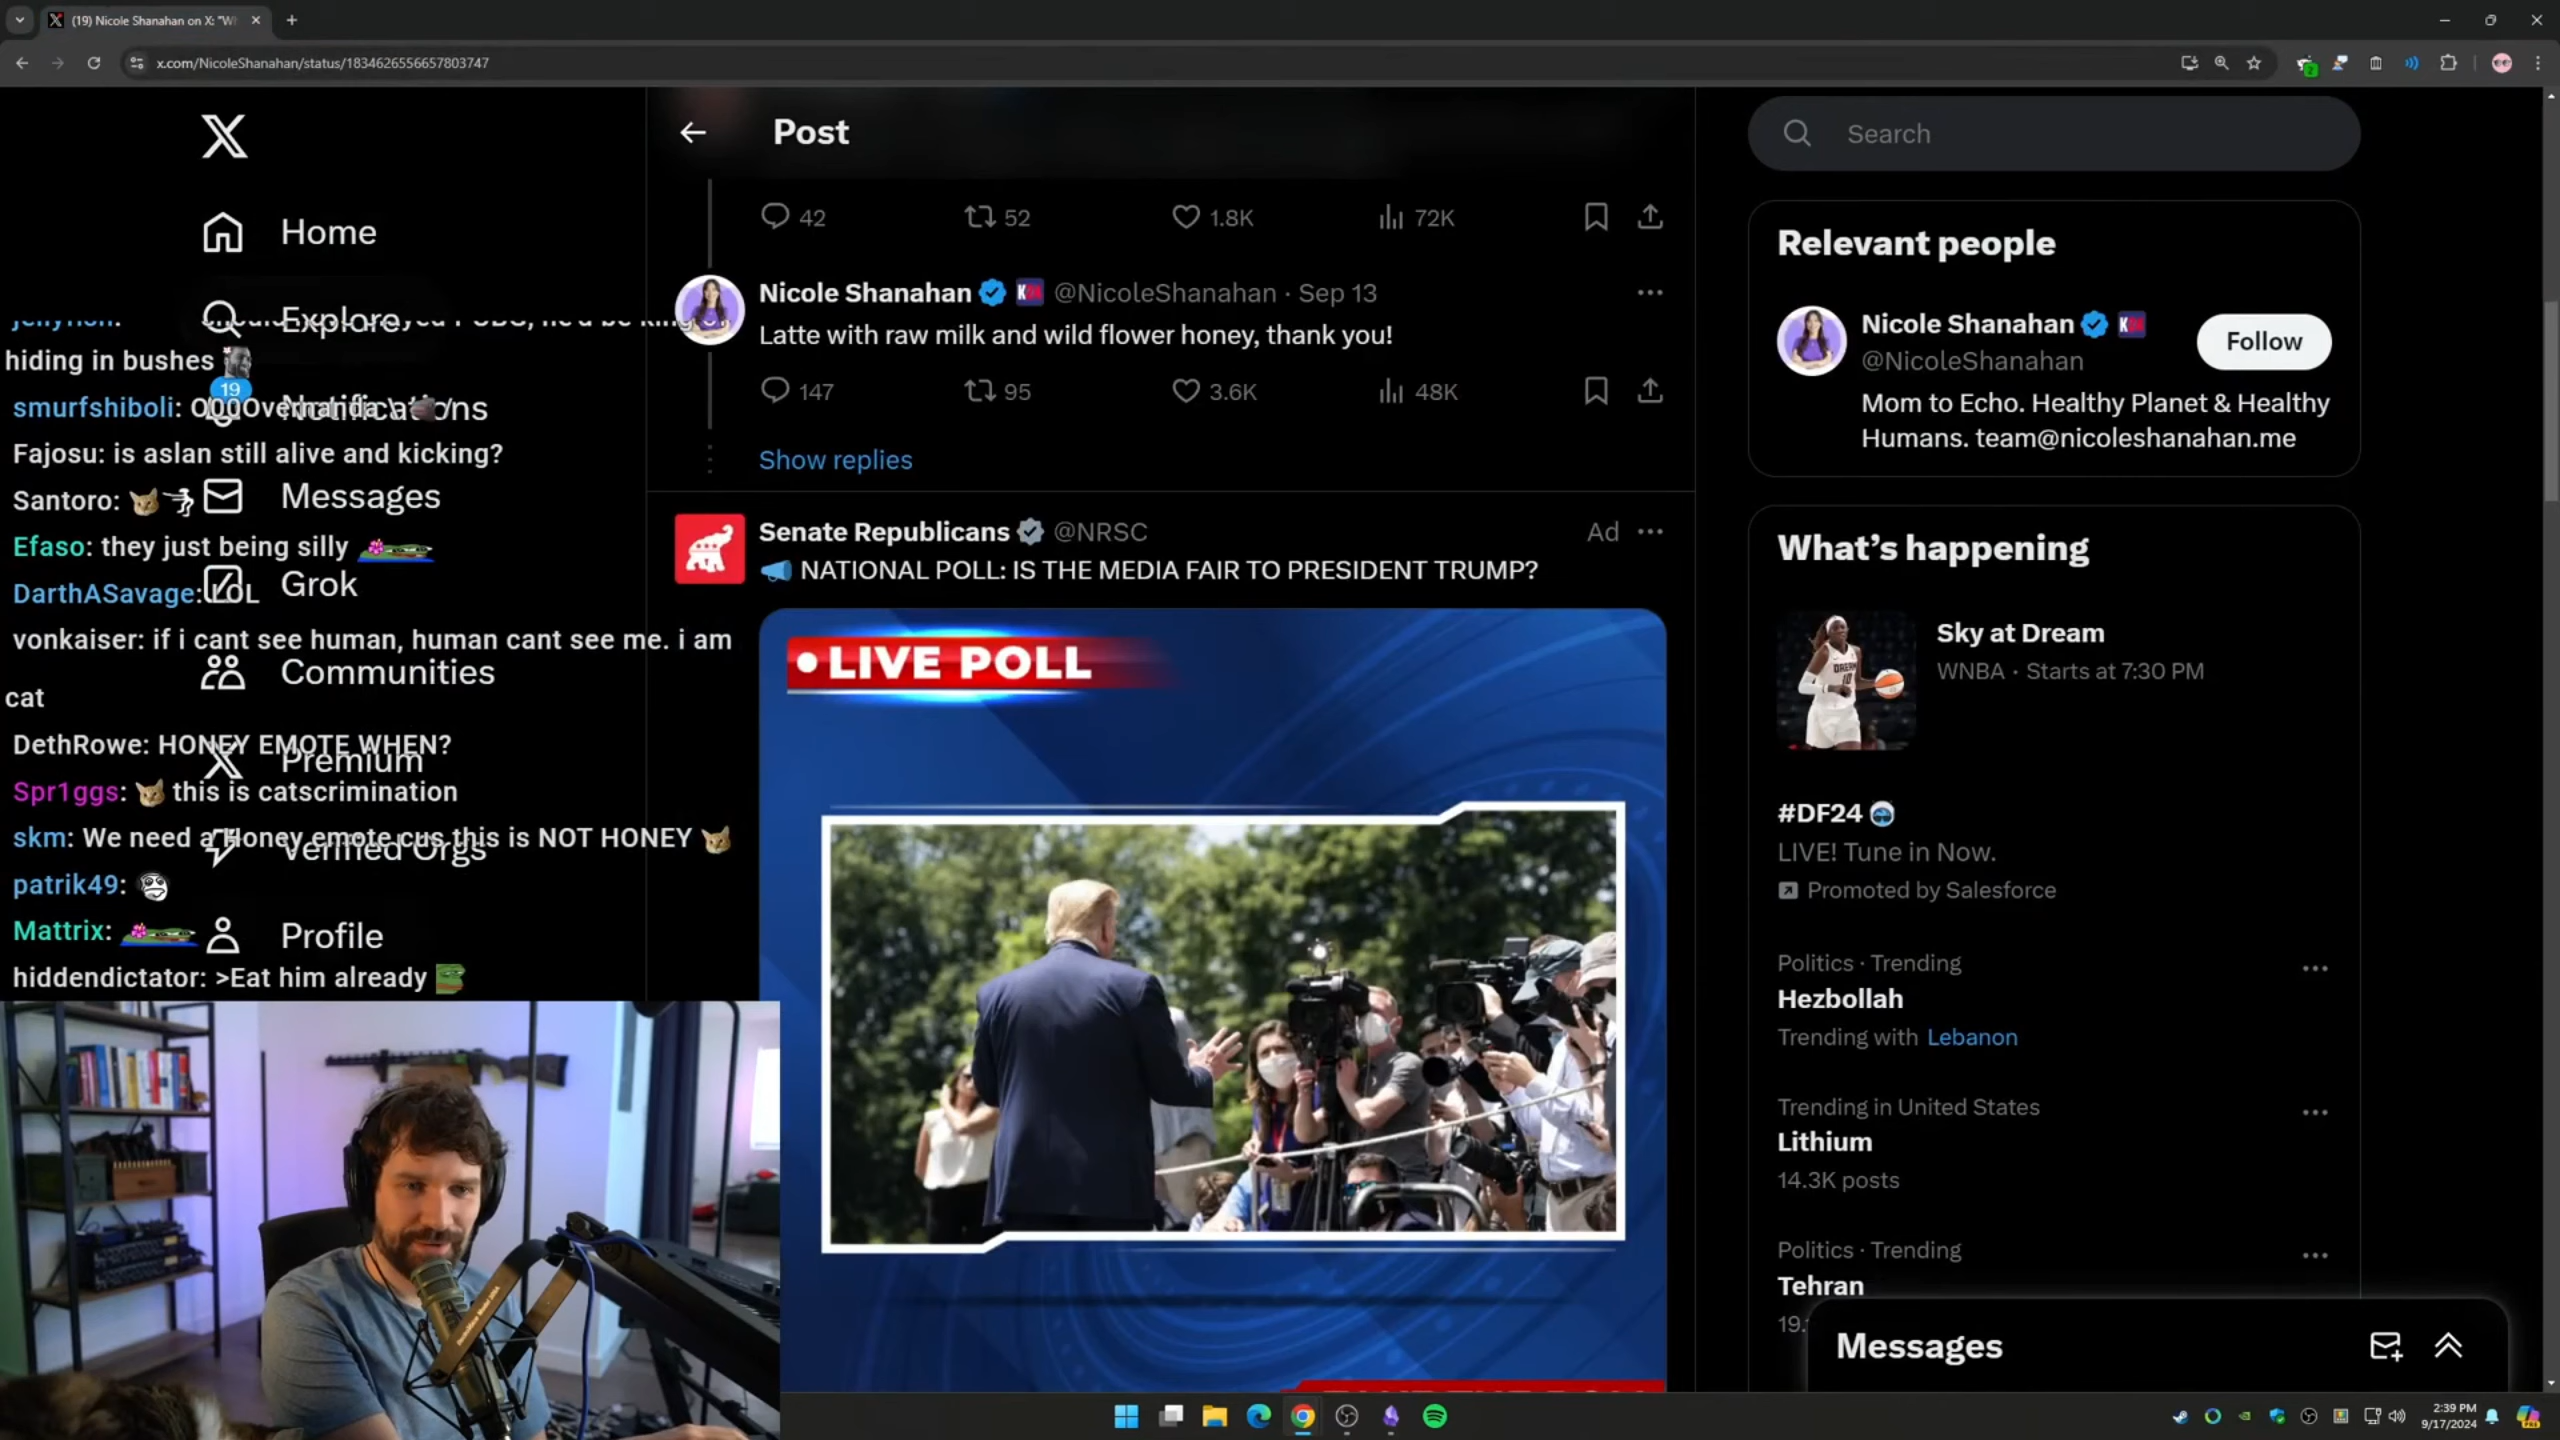 (19) Nicole Shanahan on X: "W
x.com/NicoleShanahan/status/1834626556657803747
Home
Explore
Notifications
19
Messages
Grok
Communities
Premium
Verified Orgs
Profile
hiding in bushes
smurfshiboli:
Fajosu: is aslan still alive and kicking?
Santoro:
Efaso: they just being silly
DarthASavage: LOL
vonkaiser: if i cant see human, human cant see me. i am
cat
DethRowe: HONEY EMOTE WHEN?
Spr1ggs: this is catscrimination
skm: We need a Honey emote cus this is NOT HONEY
patrik49:
Mattrix:
hiddendictator: >Eat him already
Post
42 52 1.8K 72K
Nicole Shanahan @NicoleShanahan · Sep 13
Latte with raw milk and wild flower honey, thank you!
147 95 3.6K 48K
Show replies
Senate Republicans @NRSC Ad
NATIONAL POLL: IS THE MEDIA FAIR TO PRESIDENT TRUMP?
LIVE POLL
Search
Relevant people
Nicole Shanahan
@NicoleShanahan
Follow
Mom to Echo. Healthy Planet & Healthy
Humans. team@nicoleshanahan.me
What’s happening
Sky at Dream
WNBA · Starts at 7:30 PM
#DF24
LIVE! Tune in Now.
Promoted by Salesforce
Politics · Trending
Hezbollah
Trending with Lebanon
Trending in United States
Lithium
14.3K posts
Politics · Trending
Tehran
19.
Messages
2:39 PM
9/17/2024